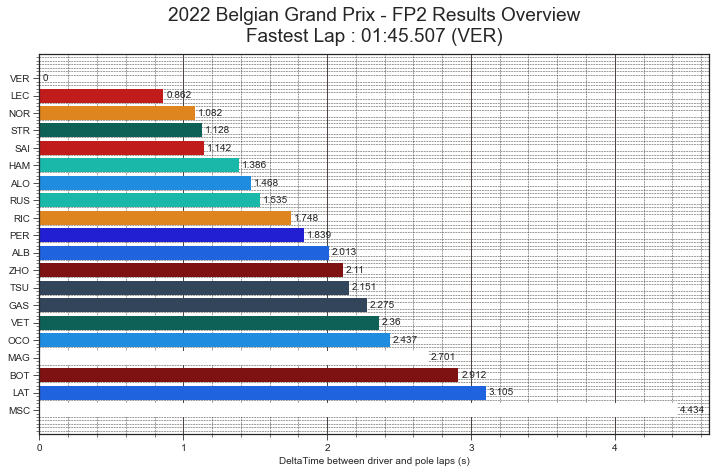 2022 Belgian Grand Prix - FP2 Results Overview
Fastest Lap : 01:45.507 (VER)
VER 0
LEC 0.862
NOR 1.082
STR 1.128
SAI 1.142
HAM 1.386
ALO 1.468
RUS 1.535
RIC 1.748
PER 1.839
ALB 2.013
ZHO 2.11
TSU 2.151
GAS 2.275
VET 2.36
OCO 2.437
MAG 2.701
BOT 2.912
LAT 3.105
MSC 4.434
0 1 2 3 4
DeltaTime between driver and pole laps (s)